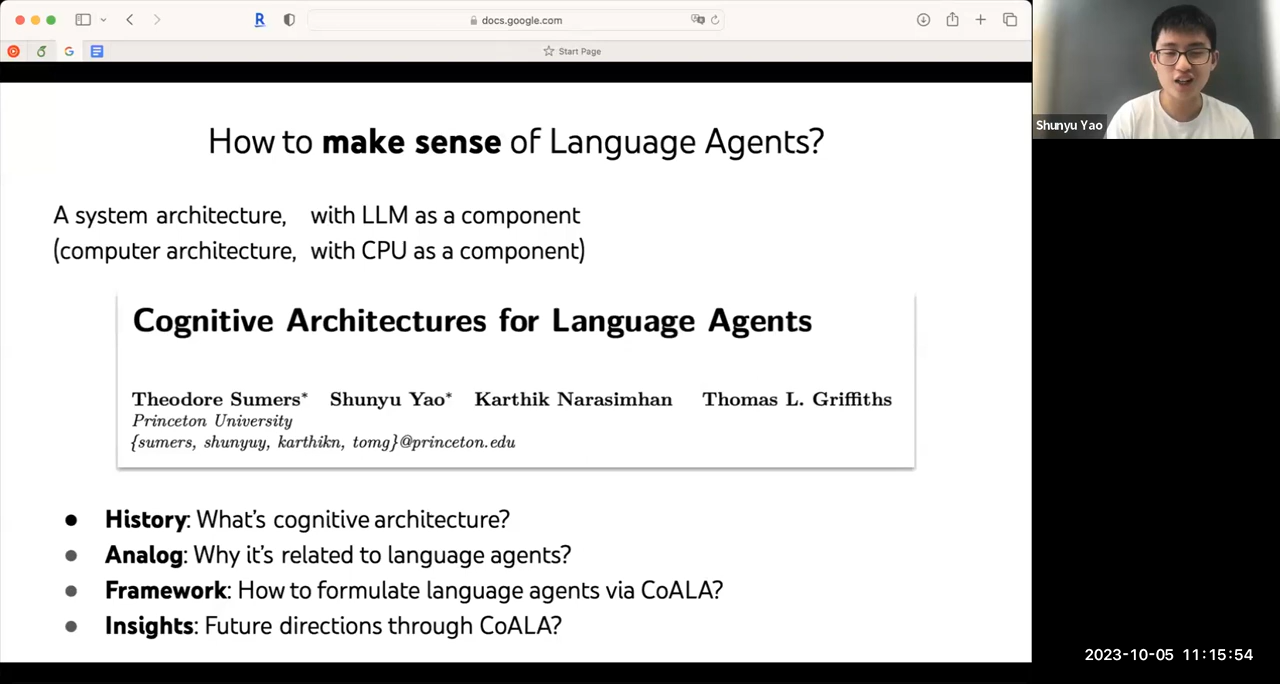 docs.google.com
Start Page
Shunyu Yao
How to make sense of Language Agents?
A system architecture, with LLM as a component
(computer architecture, with CPU as a component)
Cognitive Architectures for Language Agents
Theodore Sumers* Shunyu Yao* Karthik Narasimhan Thomas L. Griffiths
Princeton University
{sumers, shunyuy, karthikn, tomg}@princeton.edu
● History: What's cognitive architecture?
● Analog: Why it's related to language agents?
● Framework: How to formulate language agents via CoALA?
● Insights: Future directions through CoALA?
2023-10-05 11:15:54